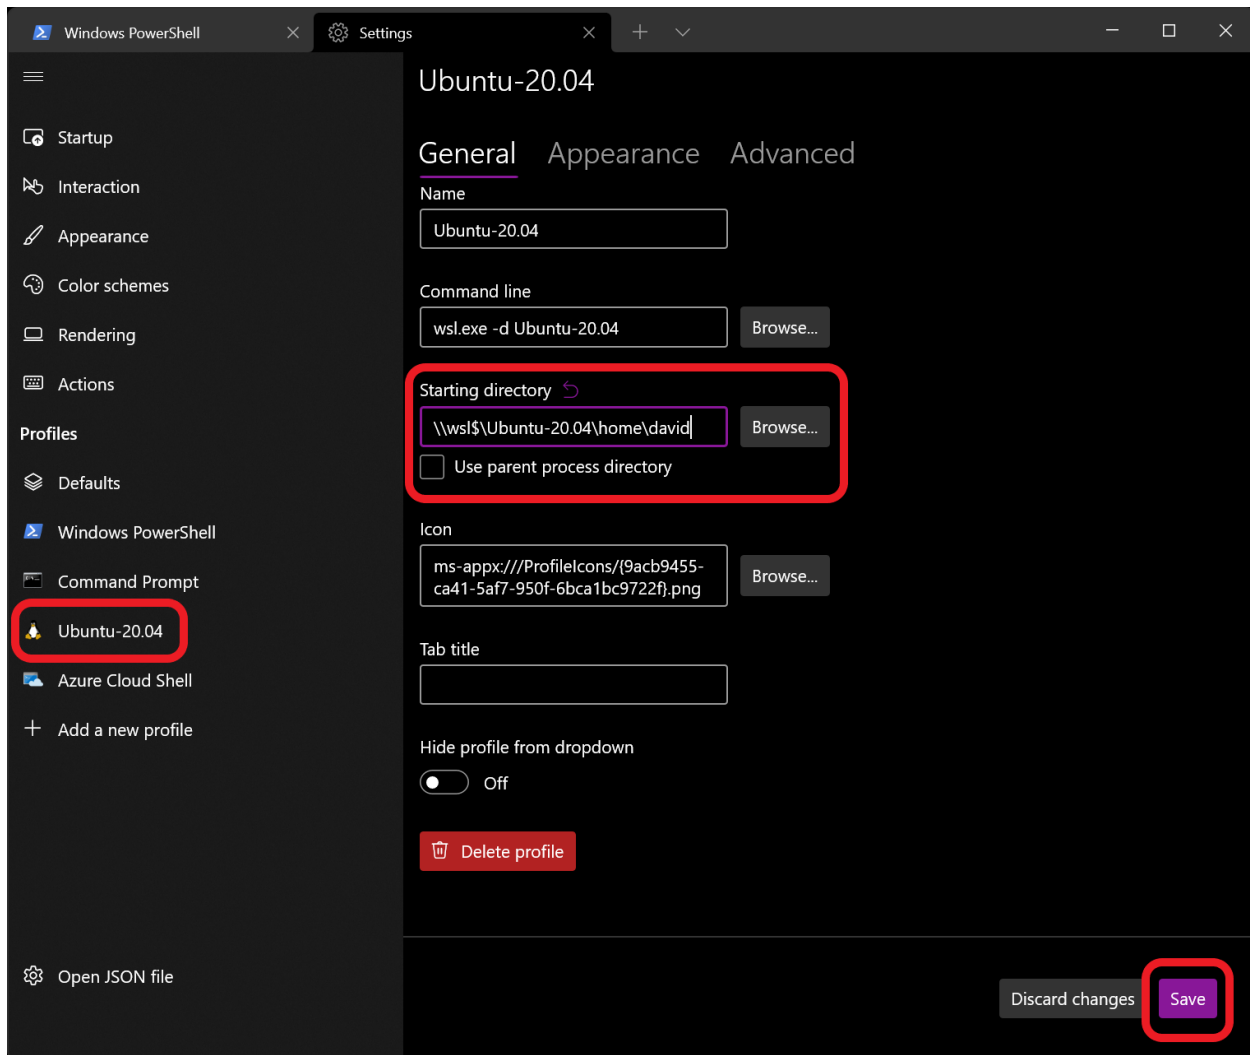 Windows PowerShell
Settings
Ubuntu-20.04
Startup
Interaction
Appearance
Color schemes
Rendering
Actions
Profiles
Defaults
Windows PowerShell
Command Prompt
Ubuntu-20.04
Azure Cloud Shell
Add a new profile
Open JSON file
General Appearance Advanced
Name
Ubuntu-20.04
Command line
wsl.exe -d Ubuntu-20.04
Browse...
Starting directory
\\wsl$\Ubuntu-20.04\home\david
Browse...
Use parent process directory
Icon
ms-appx:///ProfileIcons/{9acb9455-
ca41-5af7-950f-6bca1bc9722f}.png
Browse...
Tab title
Hide profile from dropdown
Off
Delete profile
Discard changes
Save